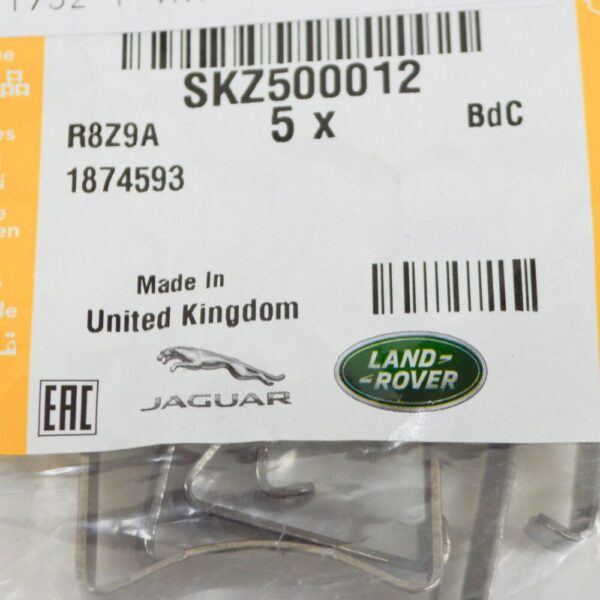 SKZ500012
5 x
R8Z9A
BdC
1874593
Made In
United Kingdom
JAGUAR
LAND-
-ROVER
EAC